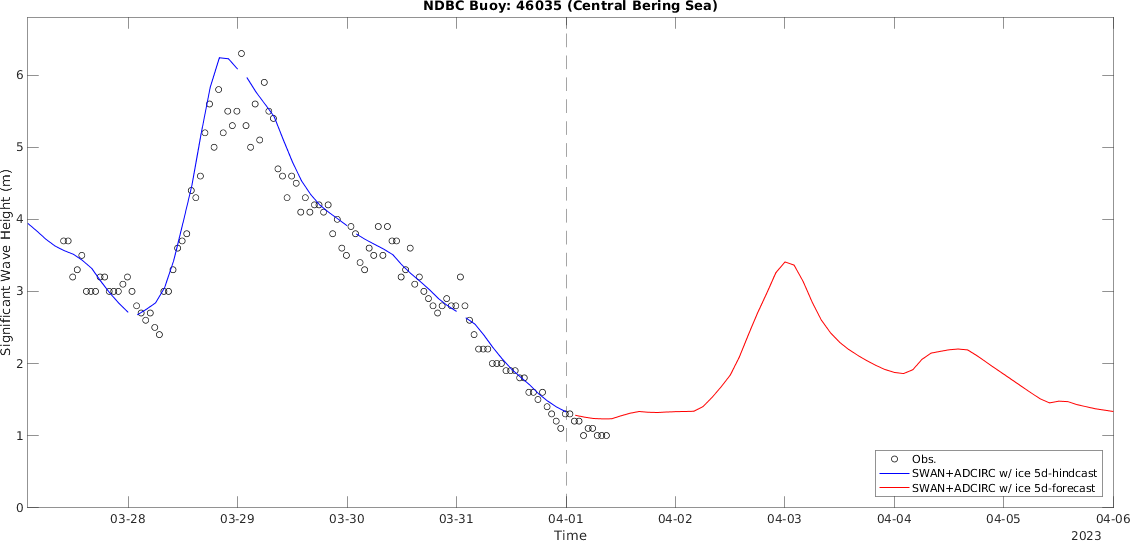 NDBC Buoy: 46035 (Central Bering Sea)
Significant Wave Height (m)
6
5
4
3
2
1
0
Obs.
SWAN+ADCIRC w/ ice 5d-hindcast
SWAN+ADCIRC w/ ice 5d-forecast
03-28 03-29 03-30 03-31 04-01 04-02 04-03 04-04 04-05 04-06
Time 2023